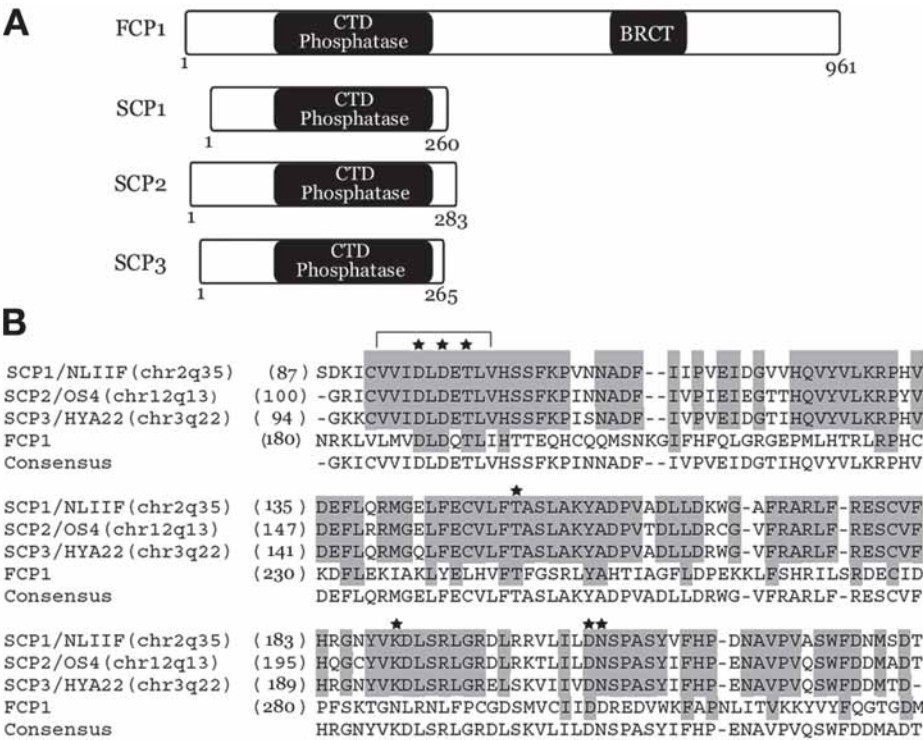 A
FCP1
CTD
Phosphatase
BRCT
1
961
SCP1
CTD
Phosphatase
1
260
SCP2
CTD
Phosphatase
1
283
SCP3
CTD
Phosphatase
1
265
B
★ ★ ★
SCP1/NLIIF(chr2q35) (87) SDKICVVIDLDETLVHSSFKPVNNADF--IIPVEIDGVVHQVYVLKRPHV
SCP2/OS4(chr12q13) (100) -GRICVVIDLDETLVHSSFKPINNADF--IVPIEIEGTTHQVYVLKRPYV
SCP3/HYA22(chr3q22) (94) -GKKCVVIDLDETLVHSSFKPISNADF--IVPVEIDGTIHQVYVLKRPHV
FCP1 (180) NRKLVLMVDLDQTLIHTTEQHCQQMSNKGIFHFQLGRGEPMLHTRLRPHC
Consensus -GKICVVIDLDETLVHSSFKPINNADF--IVPVEIDGTIHQVYVLKRPHV
★
SCP1/NLIIF(chr2q35) (135) DEFLQRMGELFECVLFTASLAKYADPVADLLDKWG-AFRARLF-RESCVF
SCP2/OS4(chr12q13) (147) DEFLRRMGELFECVLFTASLAKYADPVTDLLDRCG-VFRARLF-RESCVF
SCP3/HYA22(chr3q22) (141) DEFLQRMGQLFECVLFTASLAKYADPVADLLDRWG-VFRARLF-RESCVF
FCP1 (230) KDFLEKIAKLYELHVFTFGSRLYAHTIAGFLDPEKKLFSHRILSRDECID
Consensus DEFLQRMGELFECVLFTASLAKYADPVADLLDRWG-VFRARLF-RESCVF
★ ★★
SCP1/NLIIF(chr2q35) (183) HRGNYVKDLSRLGRDLRRVLILDNSPASYVFHP-DNAVPVASWFDNMSDT
SCP2/OS4(chr12q13) (195) HQGCYVKDLSRLGRDLRKTLILDNSPASYIFHP-ENAVPVQSWFDDMADT
SCP3/HYA22(chr3q22) (189) HRGNYVKDLSRLGRELSKVIIVDNSPASYIFHP-ENAVPVQSWFDDMTD-
FCP1 (280) PFSKTGNLRNLFPCGDSMVCIIDDREDVWKFAPNLITVKKYVYFQGTGDM
Consensus HRGNYVKDLSRLGRDLSKVLILDNSPASYIFHP-ENAVPVQSWFDDMADT